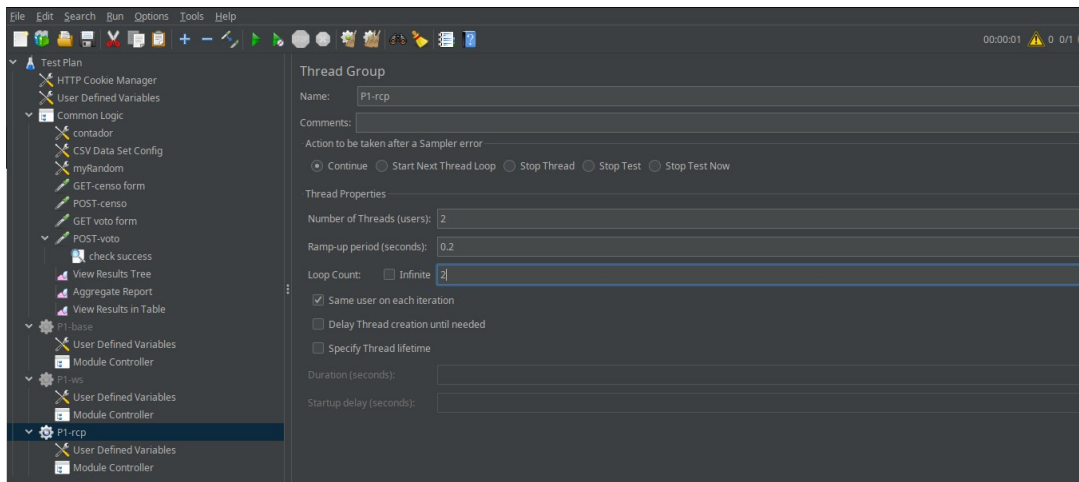 File Edit Search Run Options Tools Help
00:00:01 0 0/1
Test Plan
HTTP Cookie Manager
User Defined Variables
Common Logic
contador
CSV Data Set Config
myRandom
GET-censo form
POST-censo
GET voto form
POST-voto
check success
View Results Tree
Aggregate Report
View Results in Table
P1-base
User Defined Variables
Module Controller
P1-ws
User Defined Variables
Module Controller
P1-rcp
User Defined Variables
Module Controller
Thread Group
Name: P1-rcp
Comments:
Action to be taken after a Sampler error
Continue Start Next Thread Loop Stop Thread Stop Test Stop Test Now
Thread Properties
Number of Threads (users): 2
Ramp-up period (seconds): 0.2
Loop Count: Infinite 2
Same user on each iteration
Delay Thread creation until needed
Specify Thread lifetime
Duration (seconds):
Startup delay (seconds):